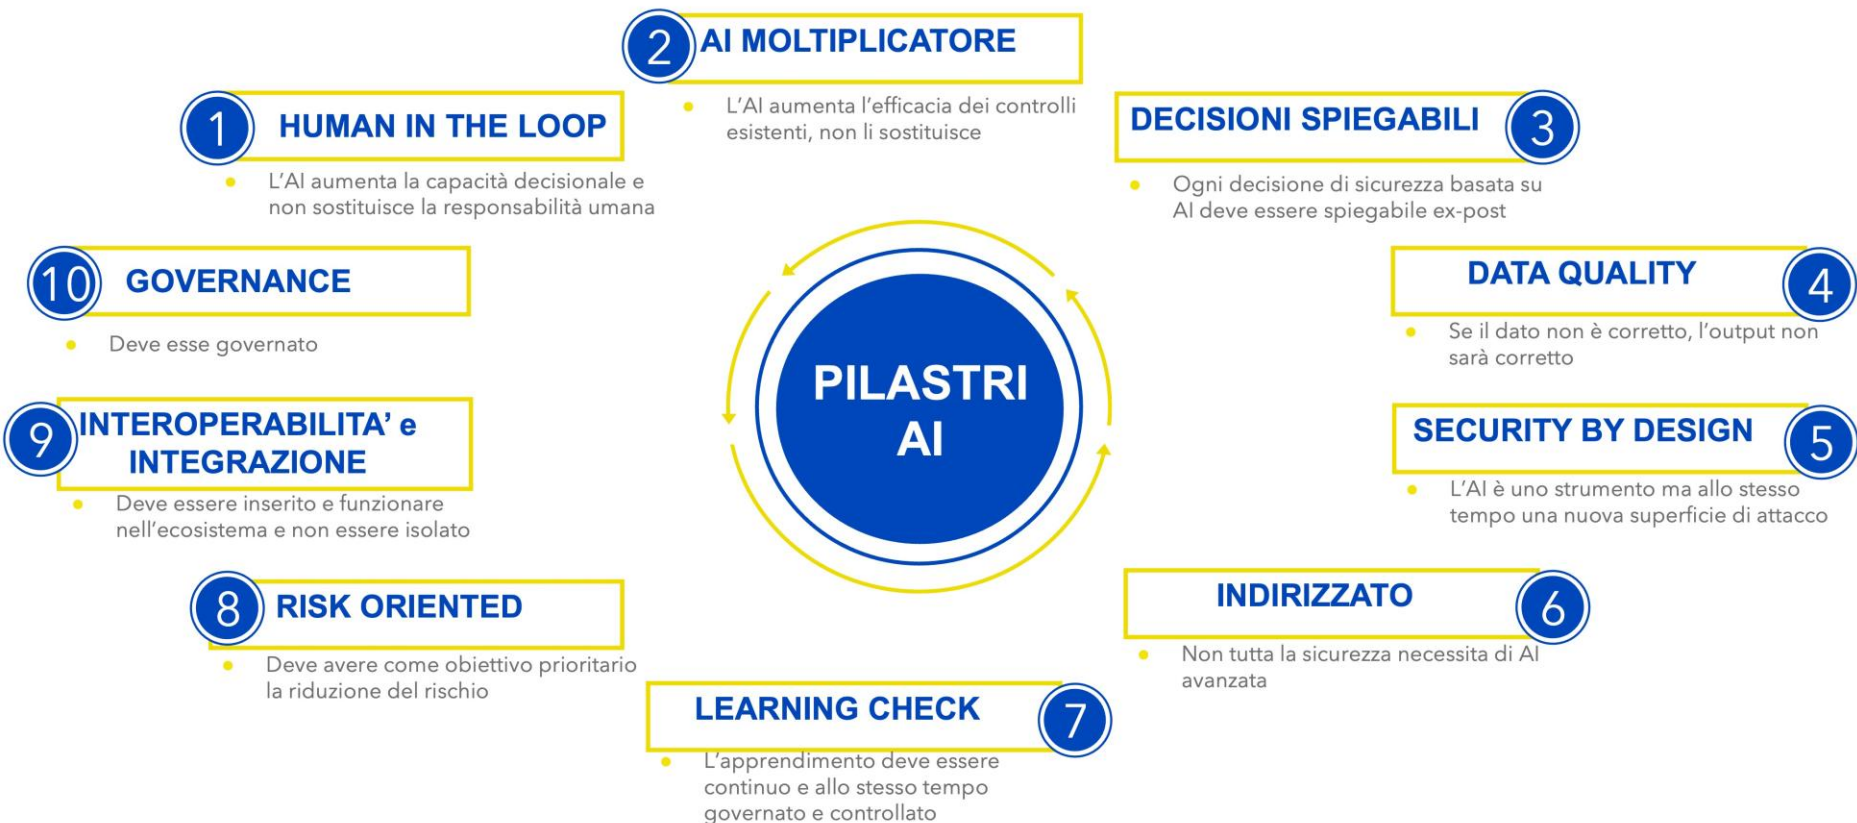 1
HUMAN IN THE LOOP
L'AI aumenta la capacità decisionale e
non sostituisce la responsabilità umana
2
AI MOLTIPLICATORE
L'AI aumenta l'efficacia dei controlli
esistenti, non li sostituisce
DECISIONI SPIEGABILI
3
Ogni decisione di sicurezza basata su
AI deve essere spiegabile ex-post
DATA QUALITY
4
Se il dato non è corretto, l'output non
sarà corretto
SECURITY BY DESIGN
5
L'AI è uno strumento ma allo stesso
tempo una nuova superficie di attacco
INDIRIZZATO
6
Non tutta la sicurezza necessita di AI
avanzata
LEARNING CHECK
7
L'apprendimento deve essere
continuo e allo stesso tempo
governato e controllato
8
RISK ORIENTED
Deve avere come obiettivo prioritario
la riduzione del rischio
9
INTEROPERABILITA' e
INTEGRAZIONE
Deve essere inserito e funzionare
nell'ecosistema e non essere isolato
10
GOVERNANCE
Deve esse governato
PILASTRI
AI